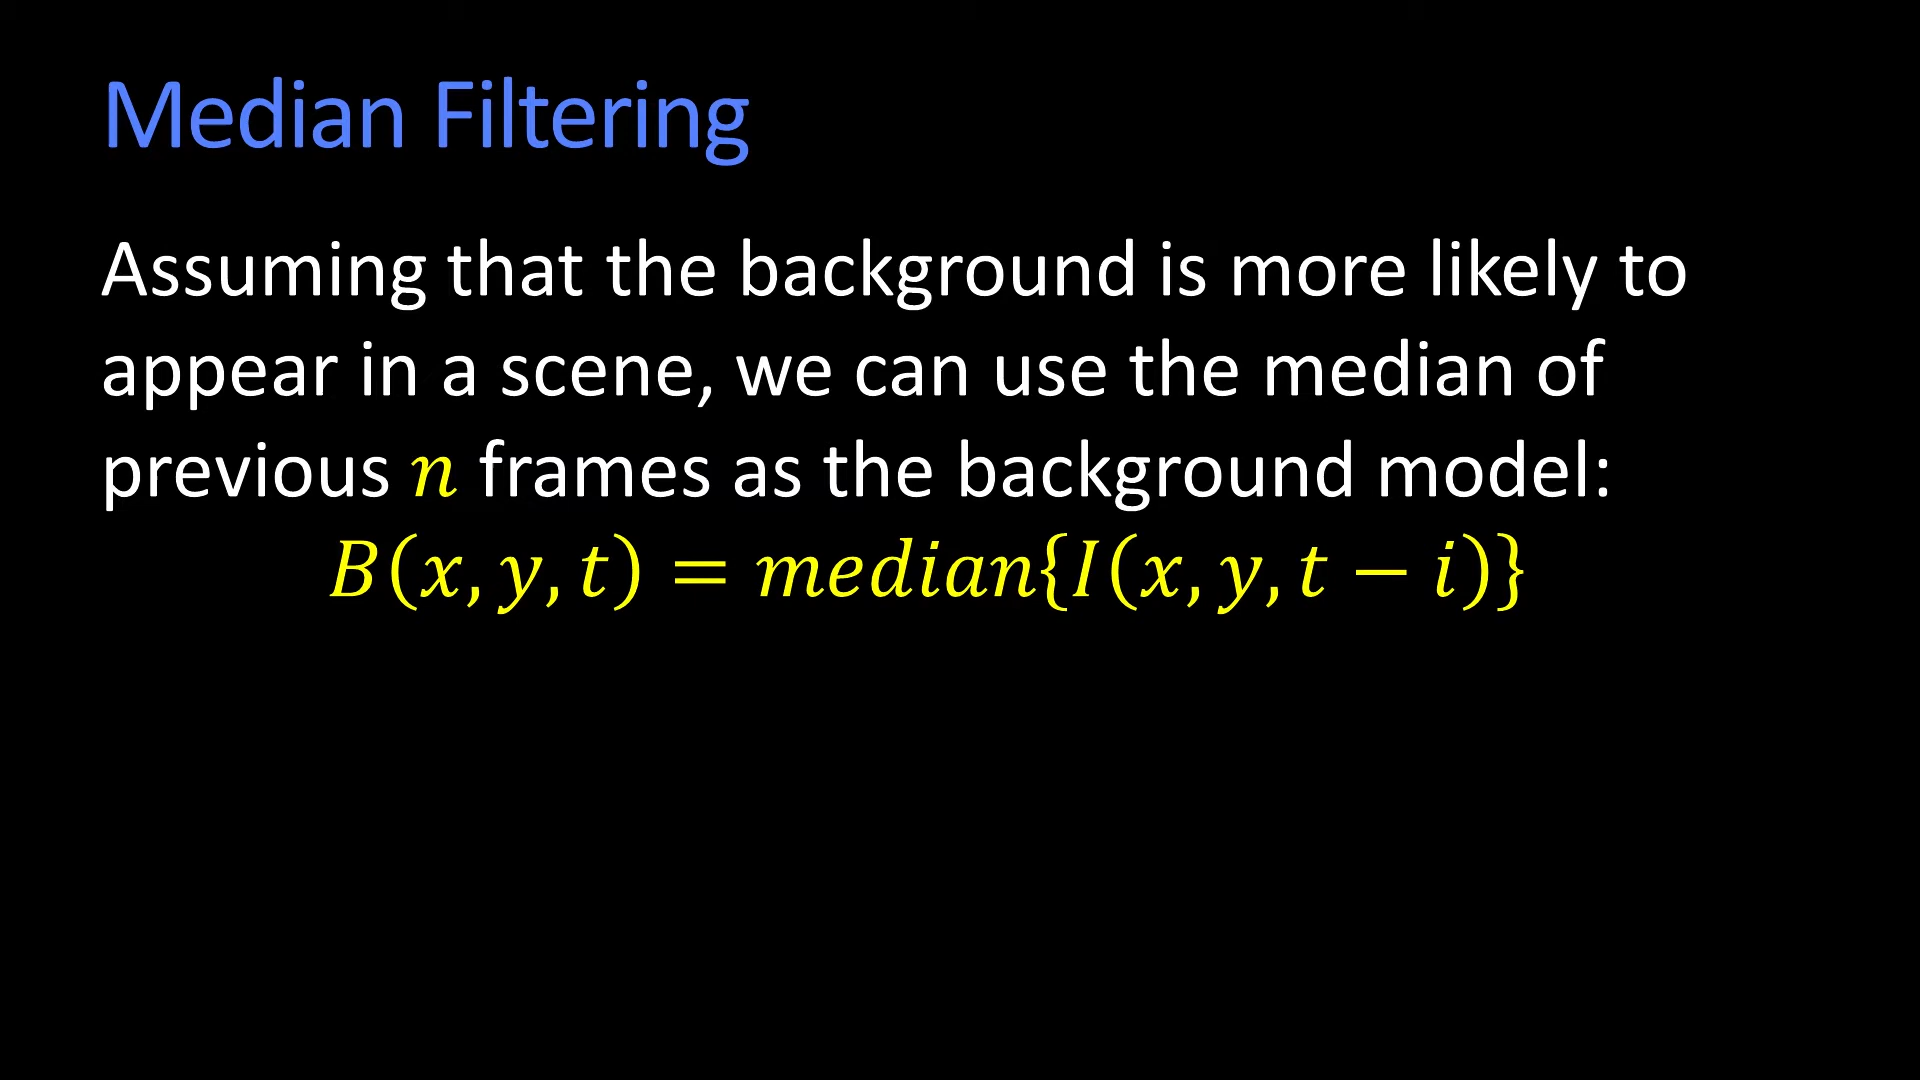 Median Filtering
Assuming that the background is more likely to
appear in a scene, we can use the median of
previous n frames as the background model:
B(x, y, t) = median{I(x, y, t − i)}